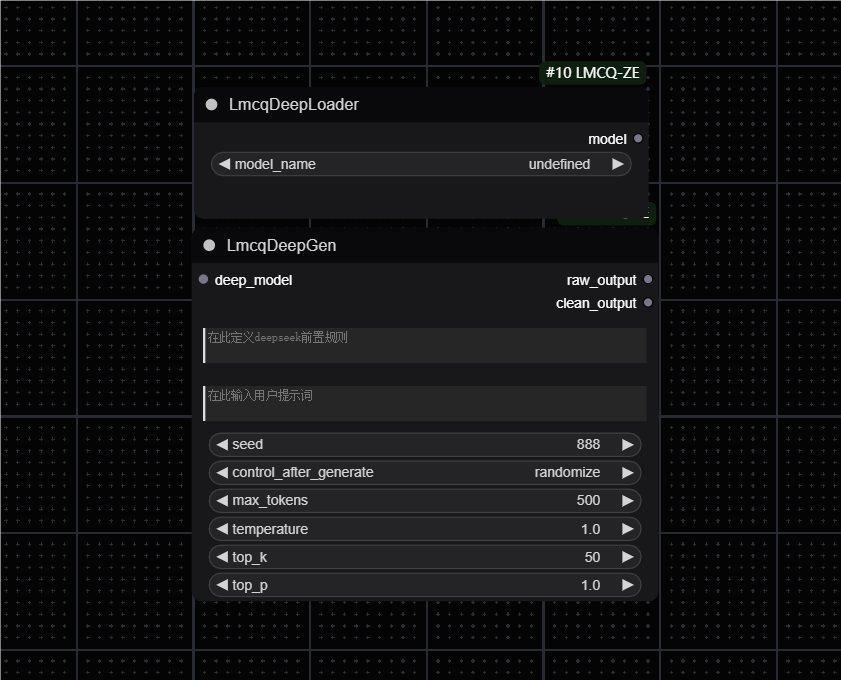 #10 LMCQ-ZE
LmcqDeepLoader
model
model_name undefined
LmcqDeepGen
deep_model raw_output
clean_output
在此定义deepseek前置规则
在此输入用户提示词
seed 888
control_after_generate randomize
max_tokens 500
temperature 1.0
top_k 50
top_p 1.0